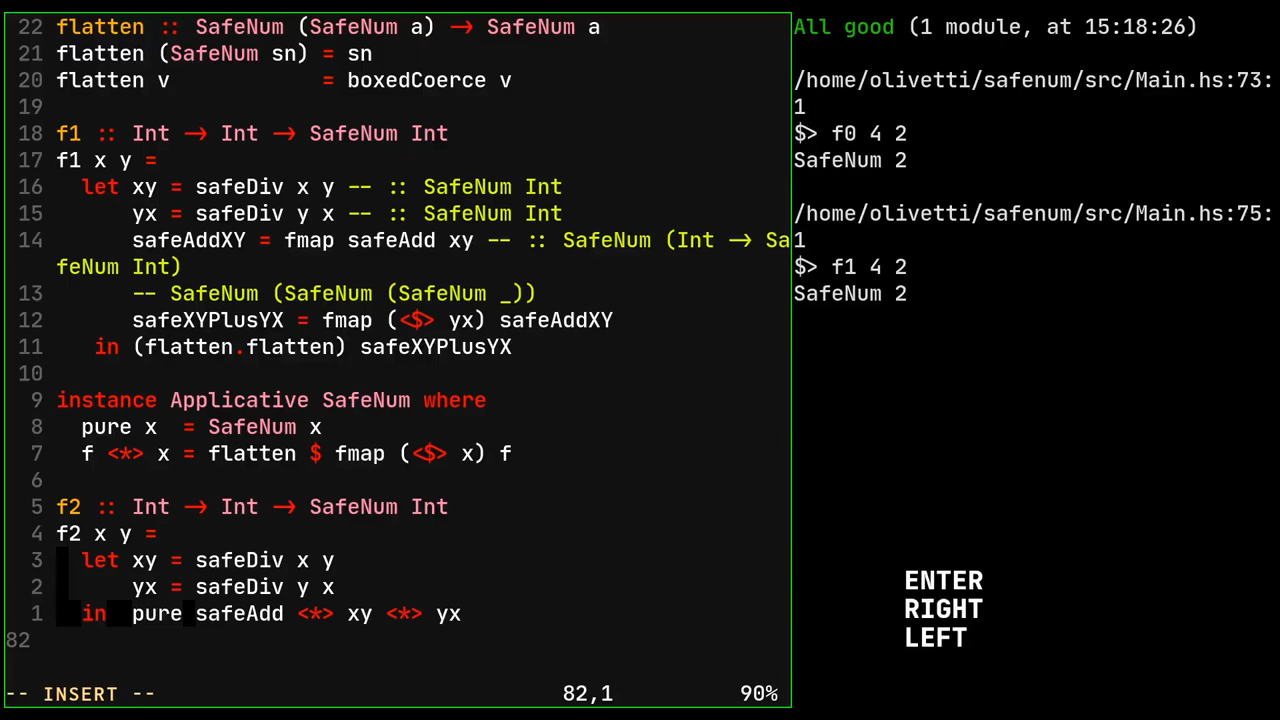 22 flatten :: SafeNum (SafeNum a) -> SafeNum a
21 flatten (SafeNum sn) = sn
20 flatten v            = boxedCoerce v
19
18 f1 :: Int -> Int -> SafeNum Int
17 f1 x y =
16   let xy = safeDiv x y -- :: SafeNum Int
15       yx = safeDiv y x -- :: SafeNum Int
14       safeAddXY = fmap safeAdd xy -- :: SafeNum (Int -> Sa
feNum Int)
13       -- SafeNum (SafeNum (SafeNum _))
12       safeXYPlusYX = fmap (<$> yx) safeAddXY
11    in (flatten.flatten) safeXYPlusYX
10
9 instance Applicative SafeNum where
8   pure x  = SafeNum x
7   f <*> x = flatten $ fmap (<$> x) f
6
5 f2 :: Int -> Int -> SafeNum Int
4 f2 x y =
3   let xy = safeDiv x y
2       yx = safeDiv y x
1   in  pure safeAdd <*> xy <*> yx
82
-- INSERT -- 82,1 90%
All good (1 module, at 15:18:26)
/home/olivetti/safenum/src/Main.hs:73:
1
$> f0 4 2
SafeNum 2
/home/olivetti/safenum/src/Main.hs:75:
1
$> f1 4 2
SafeNum 2
ENTER
RIGHT
LEFT